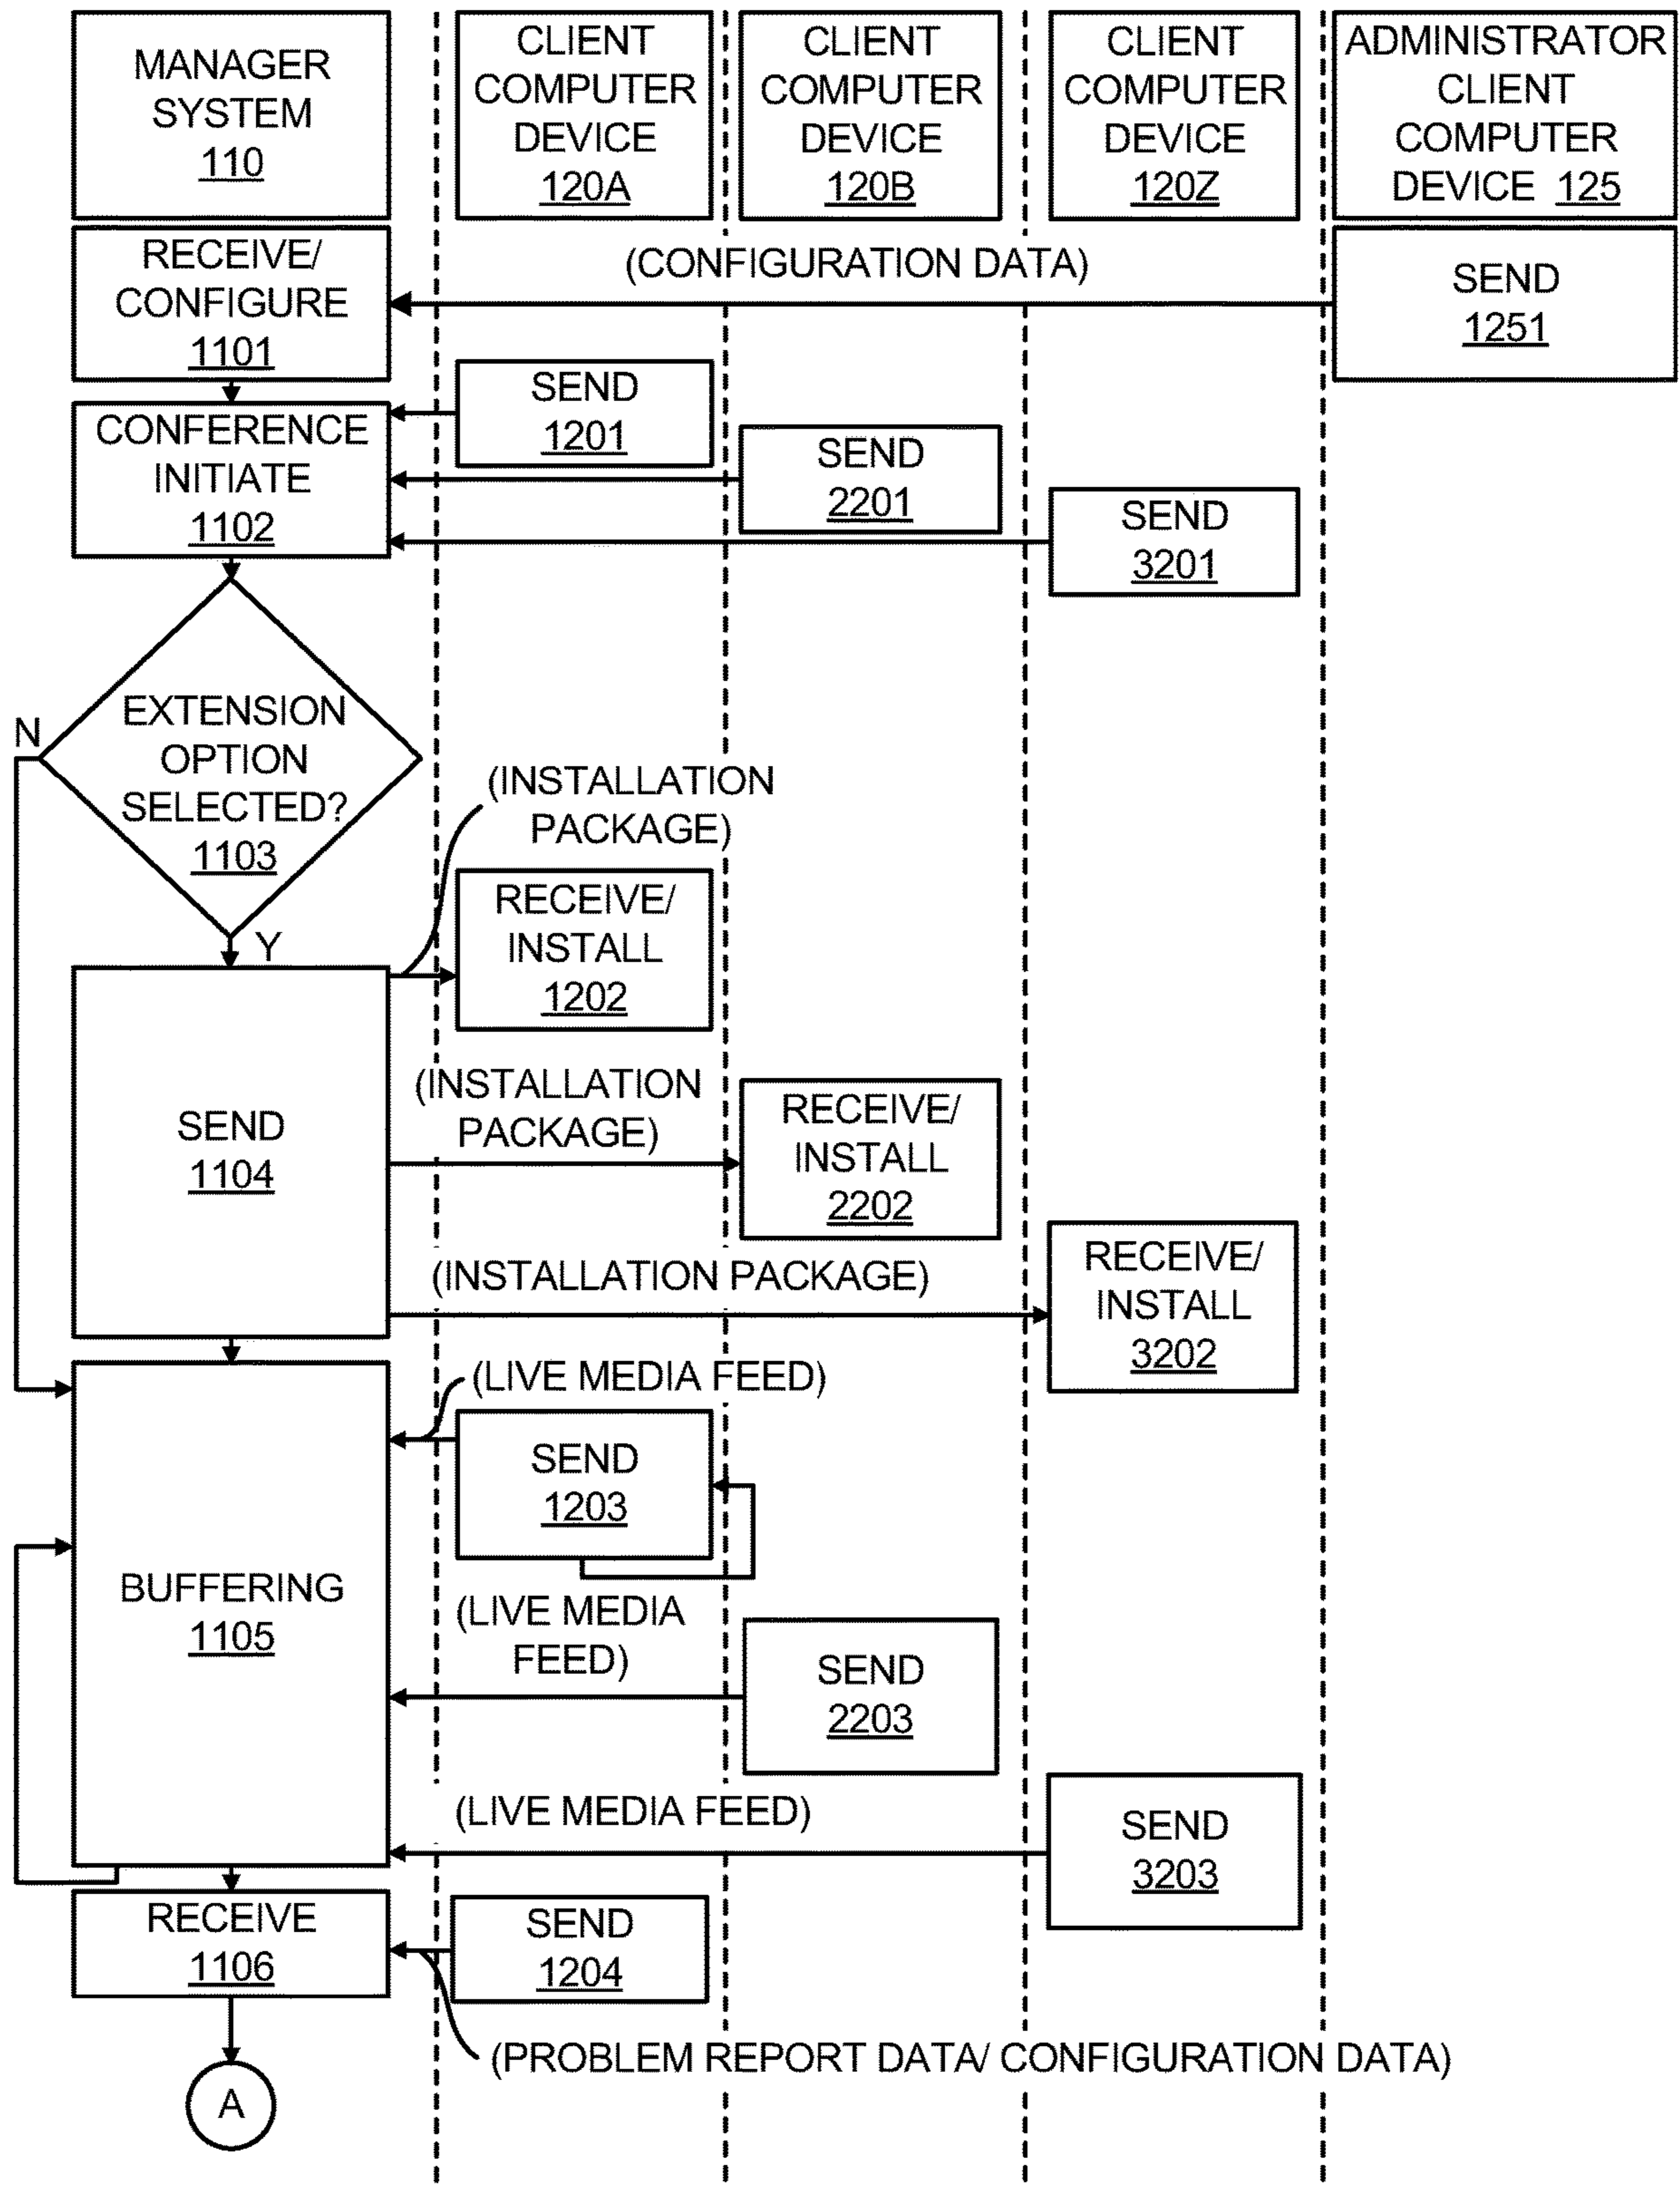 MANAGER
SYSTEM
110
CLIENT
COMPUTER
DEVICE
120A
CLIENT
COMPUTER
DEVICE
120B
CLIENT
COMPUTER
DEVICE
120Z
ADMINISTRATOR
CLIENT
COMPUTER
DEVICE 125
RECEIVE/
CONFIGURE
1101
(CONFIGURATION DATA)
SEND
1251
CONFERENCE
INITIATE
1102
SEND
1201
SEND
2201
SEND
3201
N
EXTENSION
OPTION
SELECTED?
1103
Y
(INSTALLATION
PACKAGE)
RECEIVE/
INSTALL
1202
SEND
1104
(INSTALLATION
PACKAGE)
RECEIVE/
INSTALL
2202
(INSTALLATION PACKAGE)
RECEIVE/
INSTALL
3202
(LIVE MEDIA FEED)
SEND
1203
BUFFERING
1105
(LIVE MEDIA
FEED)
SEND
2203
(LIVE MEDIA FEED)
SEND
3203
RECEIVE
1106
SEND
1204
(PROBLEM REPORT DATA/ CONFIGURATION DATA)
A